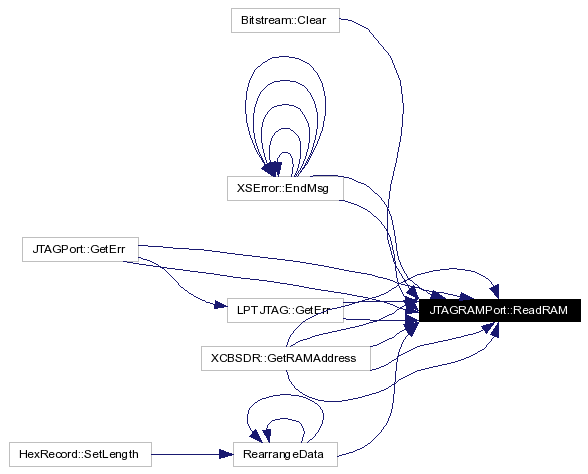 Bitstream::Clear
XSError::EndMsg
JTAGPort::GetErr
LPTJTAG::GetErr
JTAGRAMPort::ReadRAM
XCBSDR::GetRAMAddress
HexRecord::SetLength
RearrangeData